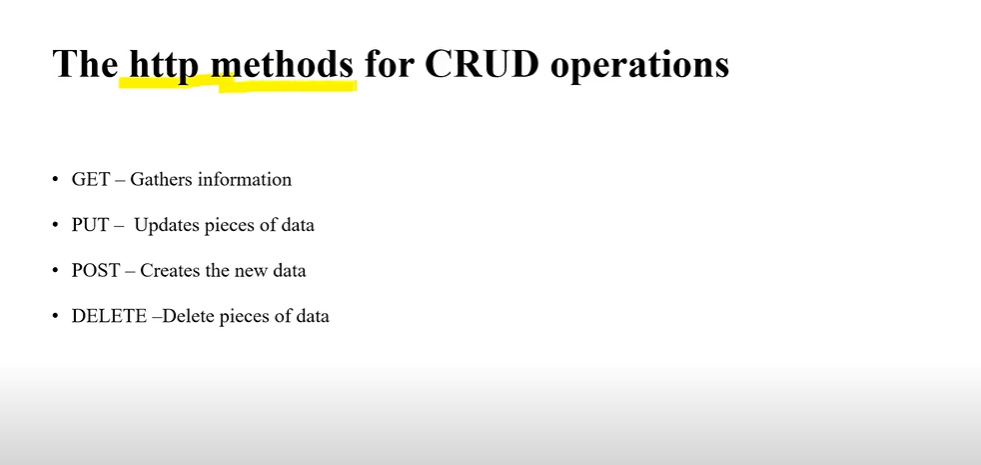 The http methods for CRUD operations
• GET – Gathers information
• PUT – Updates pieces of data
• POST – Creates the new data
• DELETE –Delete pieces of data